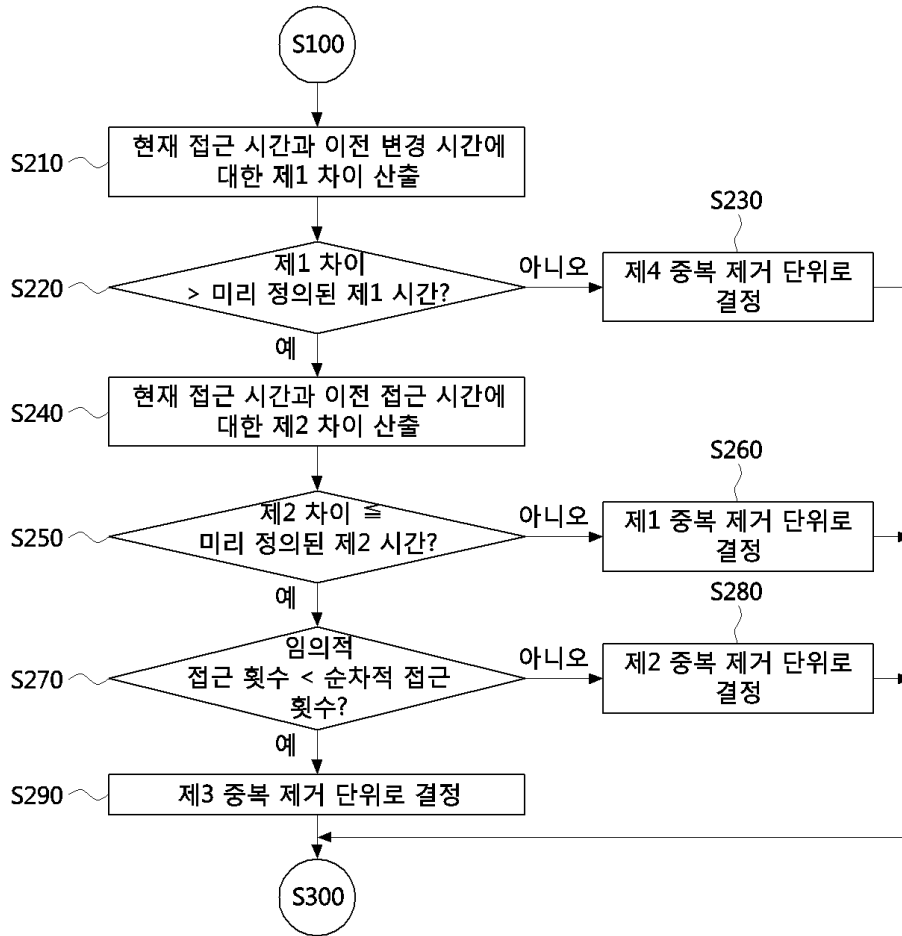 S100
S210
현재 접근 시간과 이전 변경 시간에
대한 제1 차이 산출
S220
제1 차이
> 미리 정의된 제1 시간?
아니오
S230
제4 중복 제거 단위로
결정
예
S240
현재 접근 시간과 이전 접근 시간에
대한 제2 차이 산출
S250
제2 차이 ≦
미리 정의된 제2 시간?
아니오
S260
제1 중복 제거 단위로
결정
예
S270
임의적
접근 횟수 < 순차적 접근
횟수?
아니오
S280
제2 중복 제거 단위로
결정
예
S290
제3 중복 제거 단위로 결정
S300